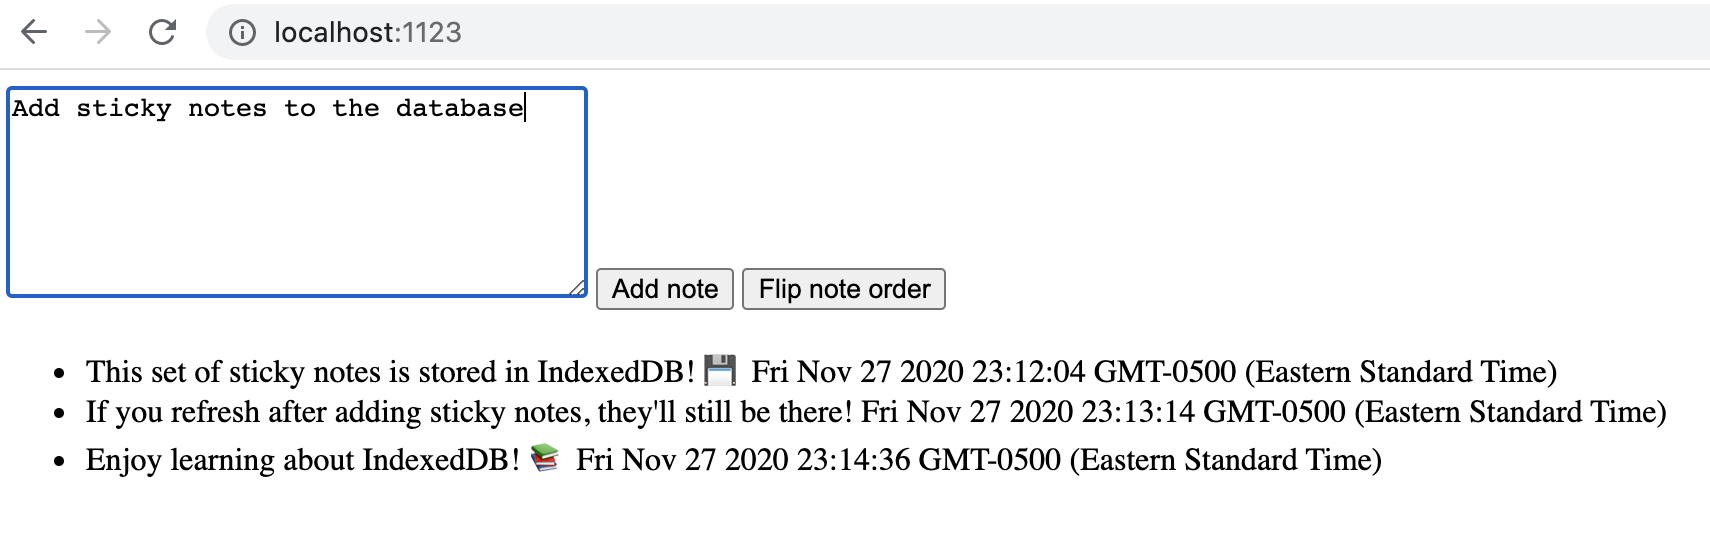 localhost:1123
Add sticky notes to the database
Add note Flip note order
This set of sticky notes is stored in IndexedDB! 💾 Fri Nov 27 2020 23:12:04 GMT-0500 (Eastern Standard Time)
If you refresh after adding sticky notes, they'll still be there! Fri Nov 27 2020 23:13:14 GMT-0500 (Eastern Standard Time)
Enjoy learning about IndexedDB! 📚 Fri Nov 27 2020 23:14:36 GMT-0500 (Eastern Standard Time)